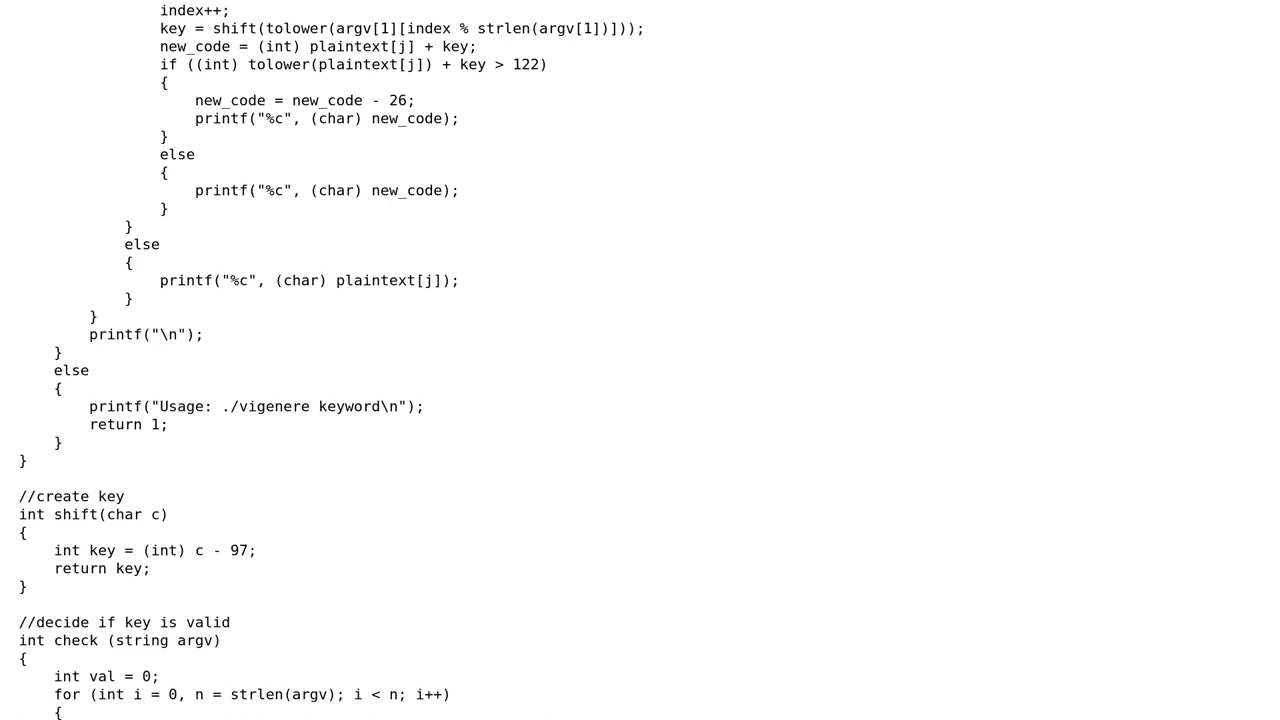 index++;
key = shift(tolower(argv[1][index % strlen(argv[1])]));
new_code = (int) plaintext[j] + key;
if ((int) tolower(plaintext[j]) + key > 122)
{
new_code = new_code - 26;
printf("%c", (char) new_code);
}
else
{
printf("%c", (char) new_code);
}
}
else
{
printf("%c", (char) plaintext[j]);
}
}
printf("\n");
}
else
{
printf("Usage: ./vigenere keyword\n");
return 1;
}
}
//create key
int shift(char c)
{
int key = (int) c - 97;
return key;
}
//decide if key is valid
int check (string argv)
{
int val = 0;
for (int i = 0, n = strlen(argv); i < n; i++)
{